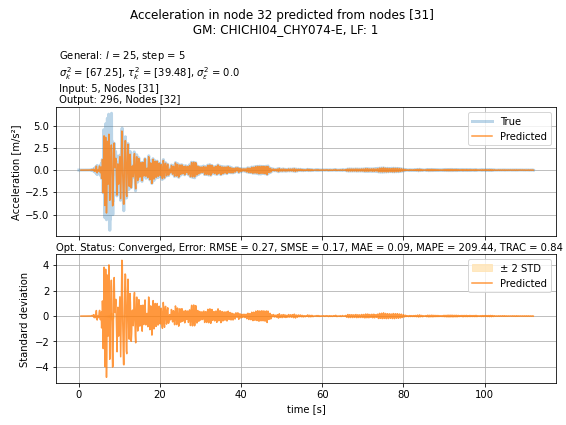 Acceleration in node 32 predicted from nodes [31]
GM: CHICHI04_CHY074-E, LF: 1
General: l = 25, step = 5
σ²ₖ = [67.25], τ²ₖ = [39.48], σ²ε = 0.0
Input: 5, Nodes [31]
Output: 296, Nodes [32]
Acceleration [m/s²]
5.0
2.5
0.0
−2.5
−5.0
True
Predicted
Opt. Status: Converged, Error: RMSE = 0.27, SMSE = 0.17, MAE = 0.09, MAPE = 209.44, TRAC = 0.84
Standard deviation
4
2
0
−2
−4
± 2 STD
Predicted
0 20 40 60 80 100
time [s]